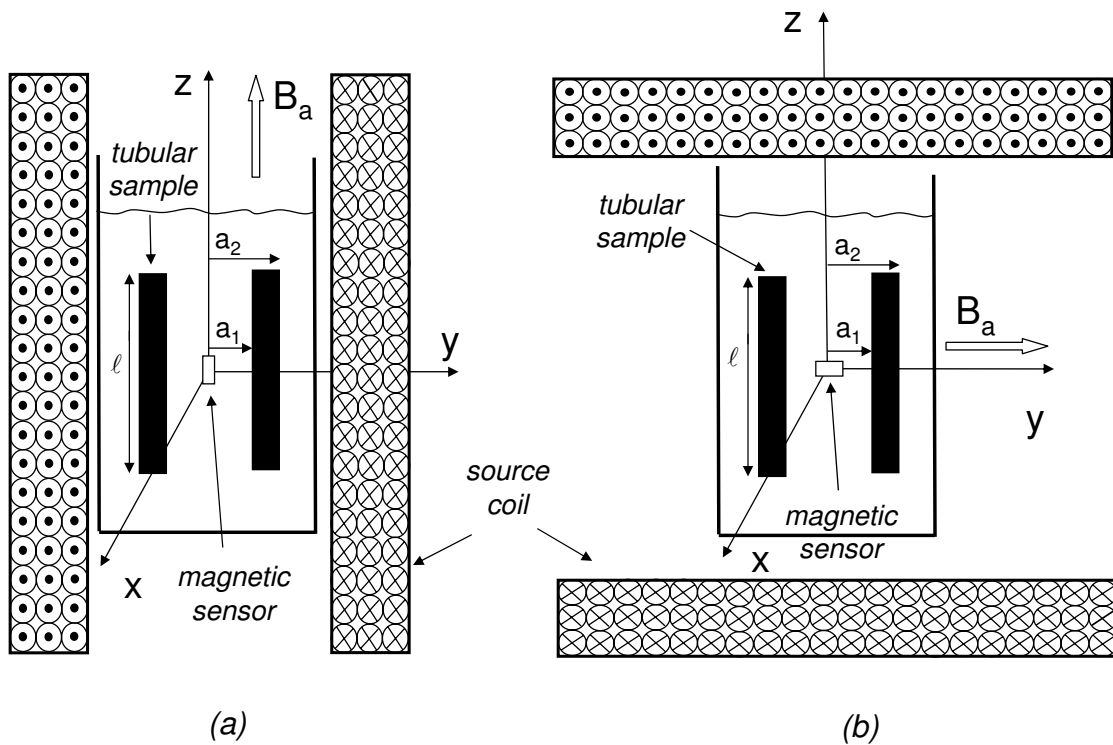 z
B_a
tubular
sample
a_2
a_1
y
ℓ
x
magnetic
sensor
(a)
z
tubular
sample
a_2
B_a
a_1
y
ℓ
source
coil
magnetic
sensor
x
(b)